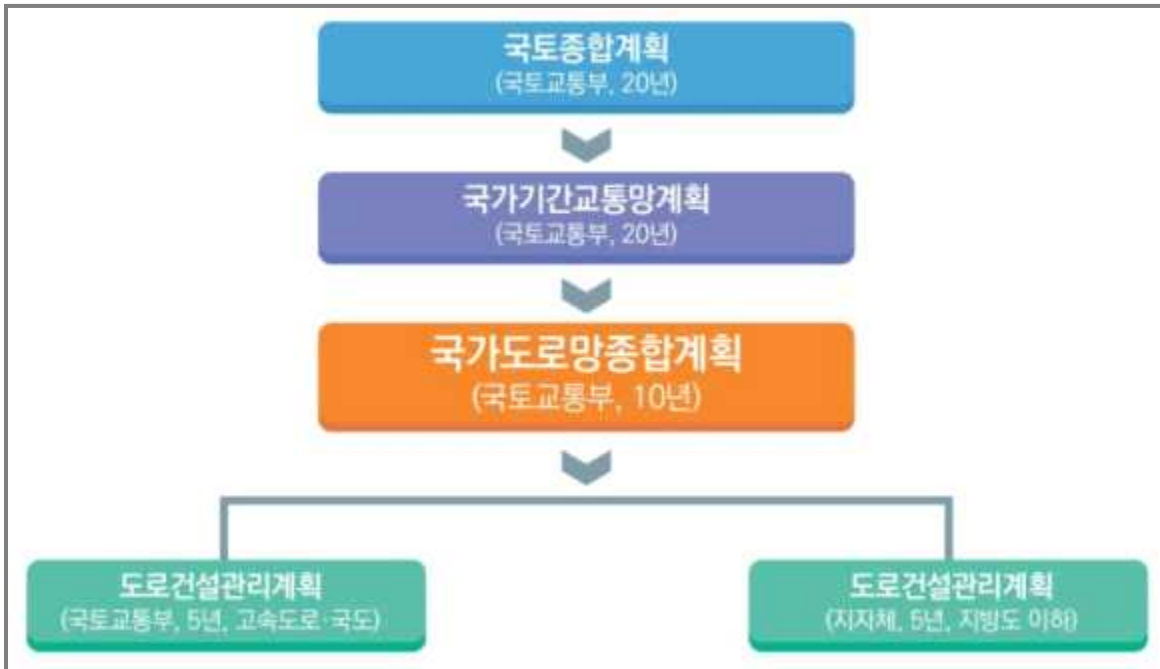 국토종합계획
(국토교통부, 20년)
국가기간교통망계획
(국토교통부, 20년)
국가도로망종합계획
(국토교통부, 10년)
도로건설관리계획
(국토교통부, 5년, 고속도로·국도)
도로건설관리계획
(지자체, 5년, 지방도 이하)